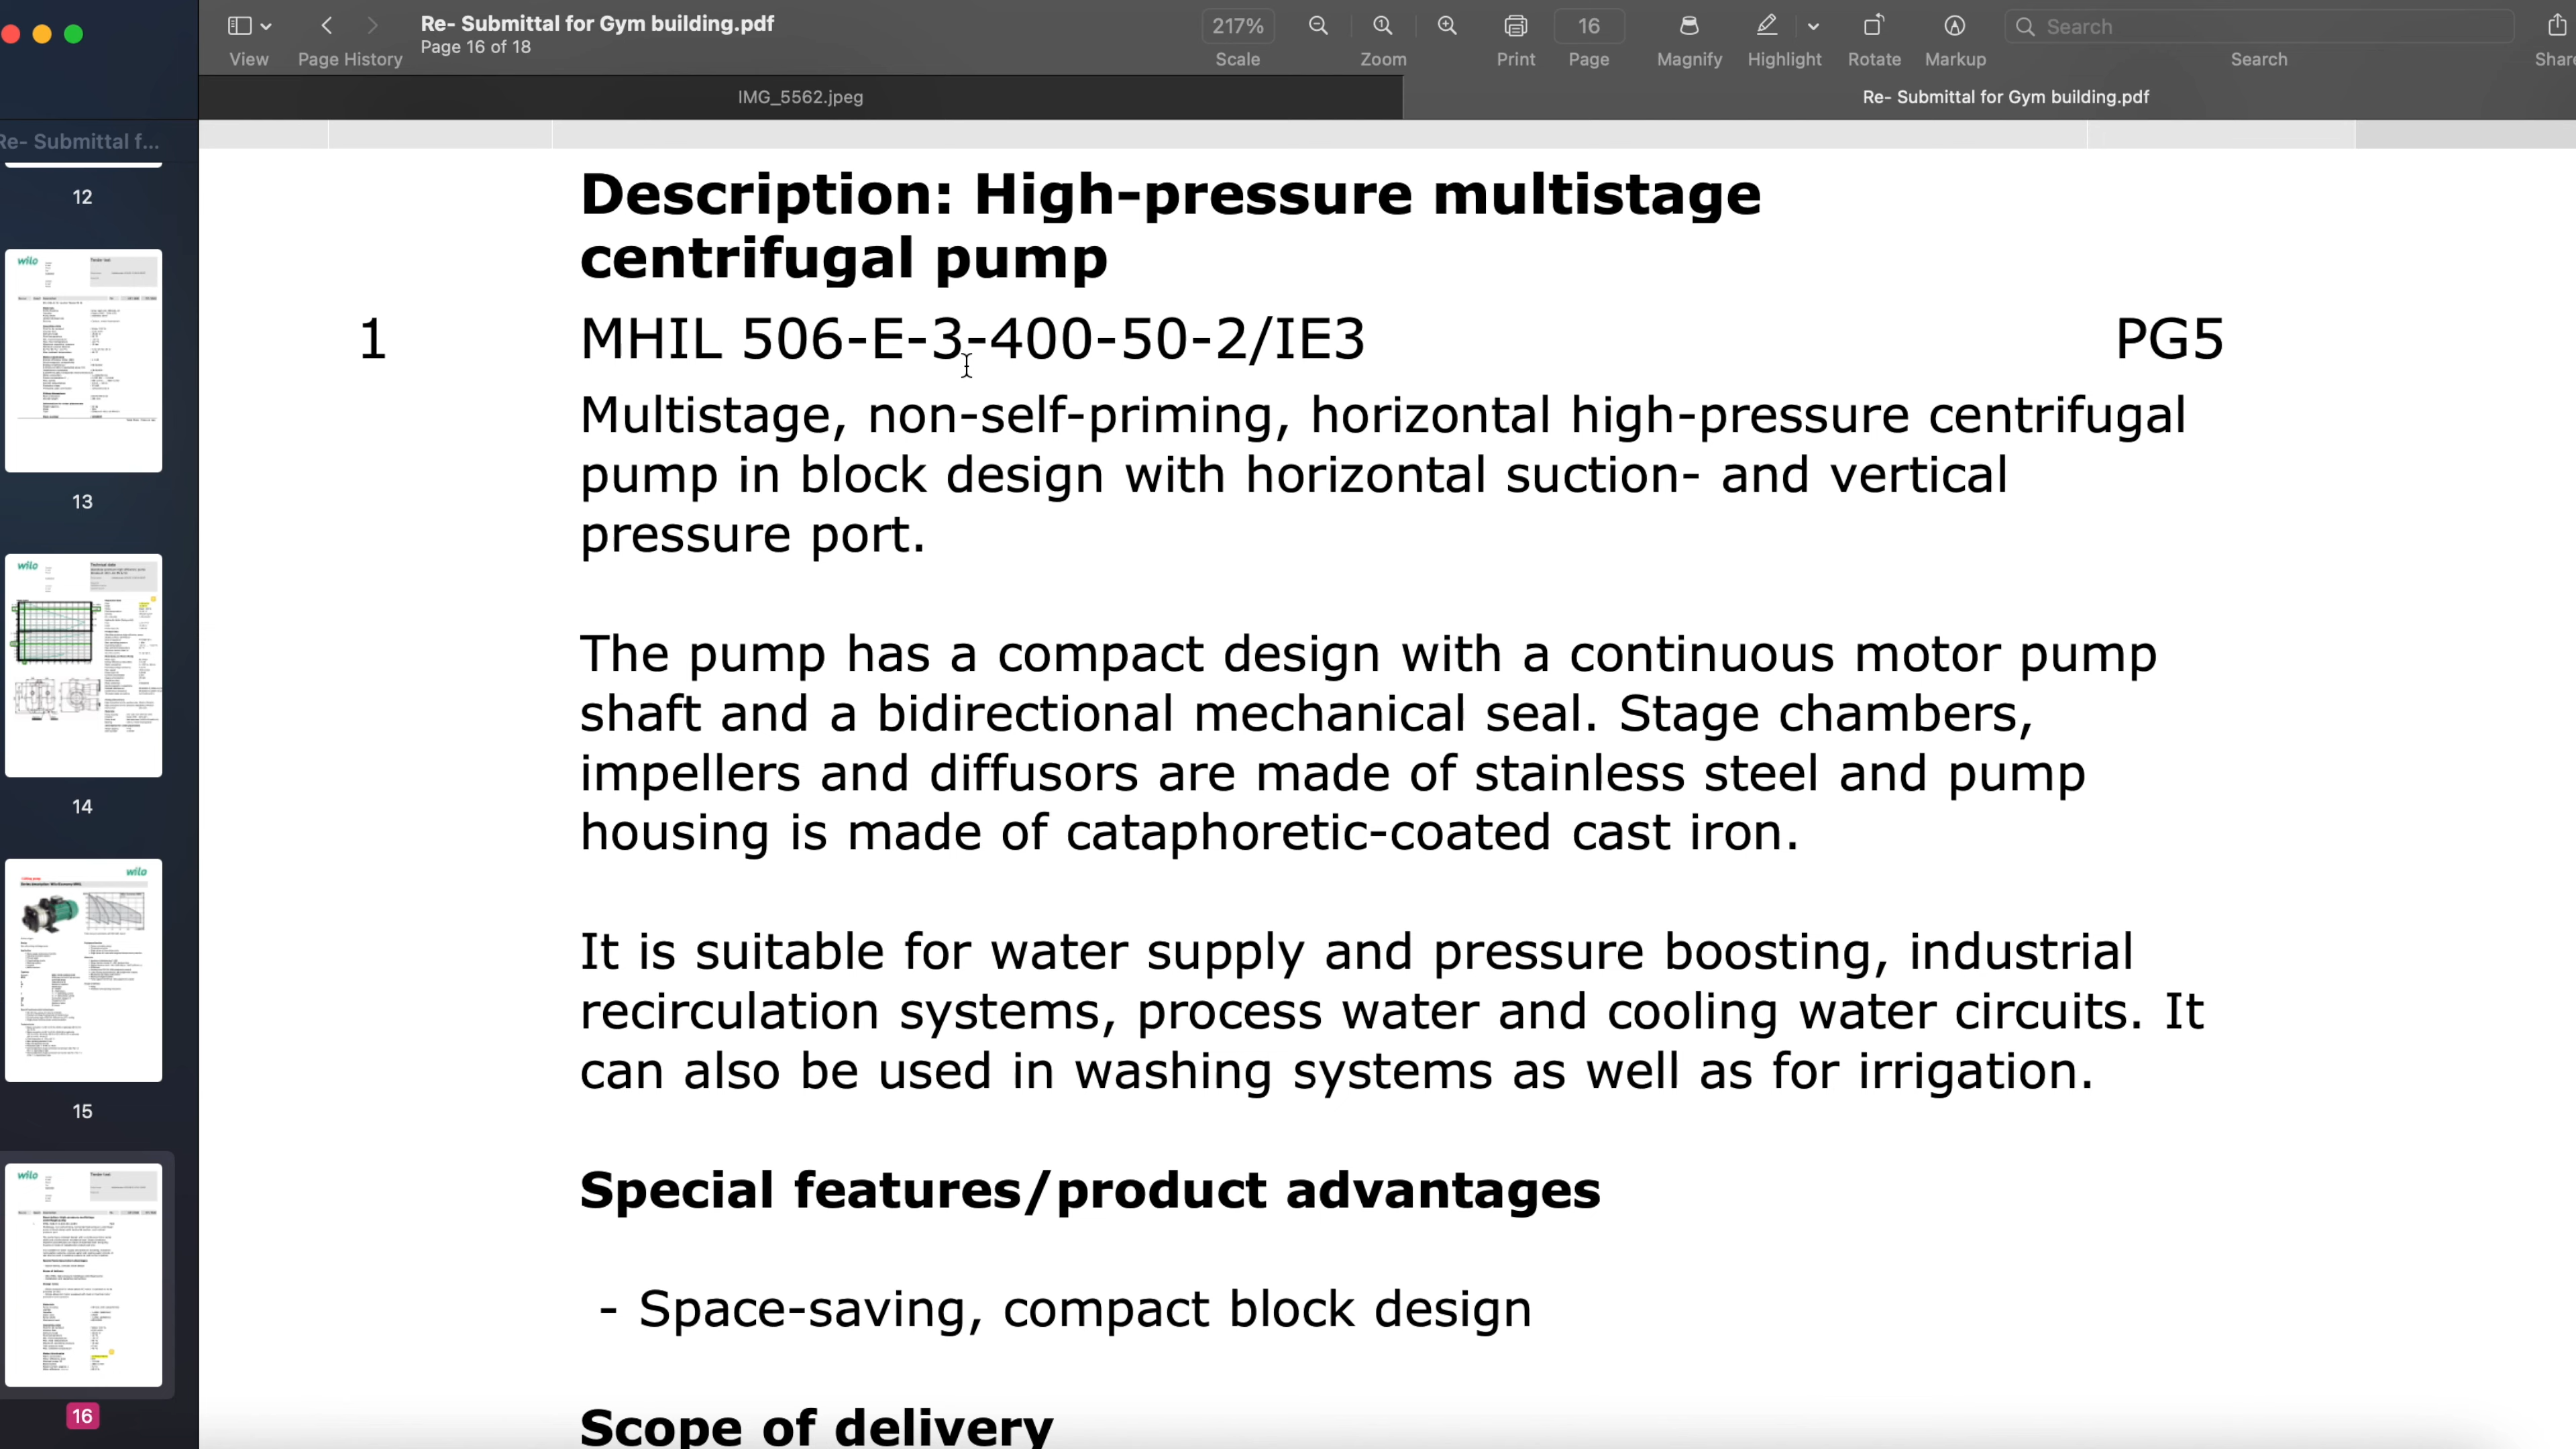 Re- Submittal for Gym building.pdf
Page 16 of 18
217%
16
Search
View
Page History
Scale
Zoom
Print
Page
Magnify
Highlight
Rotate
Markup
Search
IMG_5562.jpeg
Re- Submittal for Gym building.pdf
Re- Submittal f...
12
wilo
13
wilo
14
wilo
15
wilo
16
Description: High-pressure multistage
centrifugal pump
1 MHIL 506-E-3-400-50-2/IE3 PG5
Multistage, non-self-priming, horizontal high-pressure centrifugal
pump in block design with horizontal suction- and vertical
pressure port.
The pump has a compact design with a continuous motor pump
shaft and a bidirectional mechanical seal. Stage chambers,
impellers and diffusors are made of stainless steel and pump
housing is made of cataphoretic-coated cast iron.
It is suitable for water supply and pressure boosting, industrial
recirculation systems, process water and cooling water circuits. It
can also be used in washing systems as well as for irrigation.
Special features/product advantages
- Space-saving, compact block design
Scope of delivery